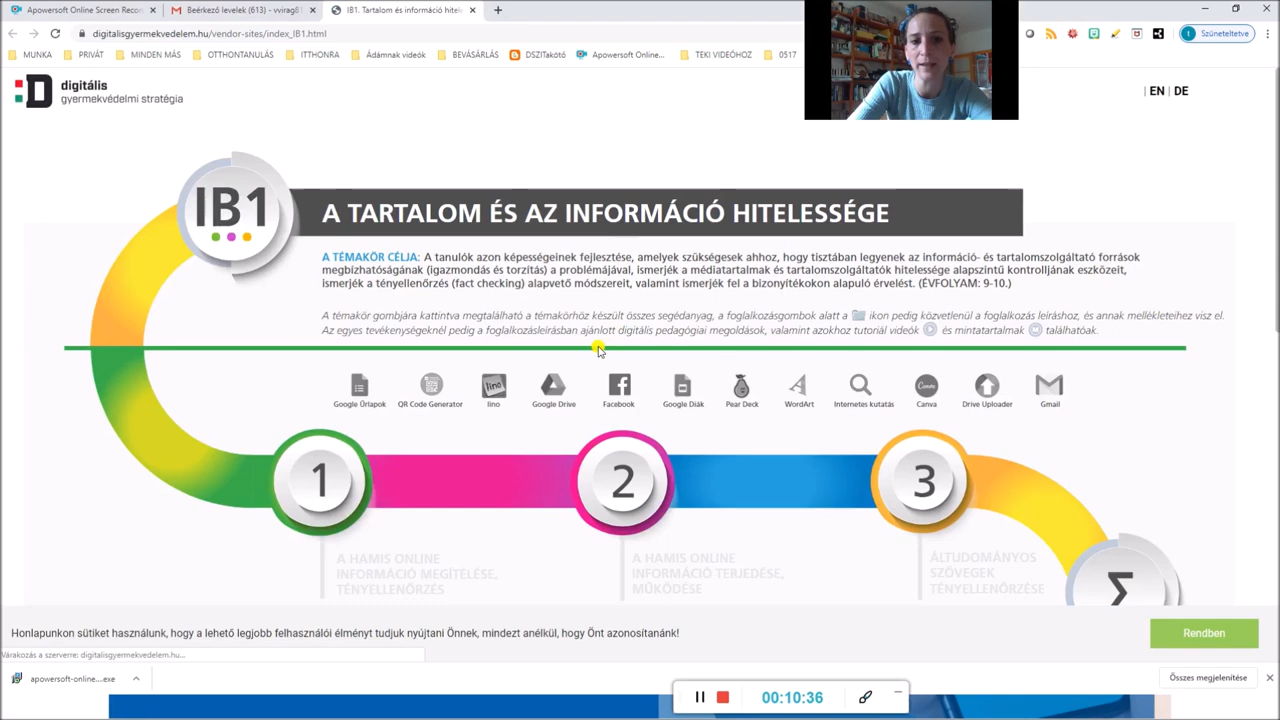 Apowersoft Online Screen Recor
Beérkező levelek (613) - vvirag8
IB1. Tartalom és információ hitel
digitalisgyermekvedelem.hu/vendor-sites/index_IB1.html
Szüneteltetve
MUNKA
PRIVÁT
MINDEN MÁS
OTTHONTANULÁS
ITTHONRA
Ádámnak videók
BEVÁSÁRLÁS
DSZITakótó
Apowersoft Online...
TEKI VIDEÓHOZ
0517
digitális
gyermekvédelmi stratégia
| EN | DE
IB1
A TARTALOM ÉS AZ INFORMÁCIÓ HITELESSÉGE
A TÉMAKÖR CÉLJA: A tanulók azon képességeinek fejlesztése, amelyek szükségesek ahhoz, hogy tisztában legyenek az információ- és tartalomszolgáltató források
megbízhatóságának (igazmondás és torzítás) a problémájával, ismerjék a médiatartalmak és tartalomszolgáltatók hitelessége alapszintű kontrolljának eszközeit,
ismerjék a tényellenőrzés (fact checking) alapvető módszereit, valamint ismerjék fel a bizonyítékokon alapuló érvelést. (ÉVFOLYAM: 9-10.)
A témakör gombjára kattintva megtalálható a témakörhöz készült összes segédanyag, a foglalkozásgombok alatt a ikon pedig közvetlenül a foglalkozás leíráshoz, és annak mellékleteihez visz el.
Az egyes tevékenységeknél pedig a foglalkozásleírásban ajánlott digitális pedagógiai megoldások, valamint azokhoz tutoriál videók és mintatartalmak találhatóak.
Google Űrlapok
QR Code Generator
lino
Google Drive
Facebook
Google Diák
Pear Deck
WordArt
Internetes kutatás
Canva
Drive Uploader
Gmail
1
2
3
Σ
A HAMIS ONLINE
INFORMÁCIÓ MEGÍTÉLÉSE,
TÉNYELLENŐRZÉS
A HAMIS ONLINE
INFORMÁCIÓ TERJEDÉSE,
MŰKÖDÉSE
ÁLTUDOMÁNYOS
SZÖVEGEK
TÉNYELLENŐRZÉSE
Honlapunkon sütiket használunk, hogy a lehető legjobb felhasználói élményt tudjuk nyújtani Önnek, mindezt anélkül, hogy Önt azonosítanánk!
Rendben
Várakozás a szerverre: digitalisgyermekvedelem.hu...
apowersoft-online....exe
Összes megjelenítése
00:10:36